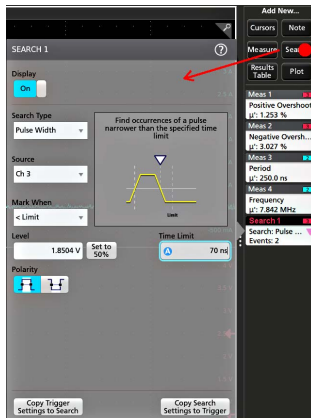 Add New...
Cursors
Note
Measure
Results Table
Plot
SEARCH 1
?
Display
On
Search Type
Pulse Width
Find occurrences of a pulse
narrower than the specified time
limit
Source
Ch 3
Limit
Mark When
< Limit
Level
1.8504 V
Set to
50%
Time Limit
A
70 ns
Polarity
Copy Trigger
Settings to Search
Copy Search
Settings to Trigger
Meas 1
Positive Overshoot
µ': 1.253 %
Meas 2
Negative Oversh...
µ': 3.027 %
Meas 3
Period
µ': 250.0 ns
Meas 4
Frequency
µ': 7.842 MHz
Search 1
Search: Pulse ...
Events: 2